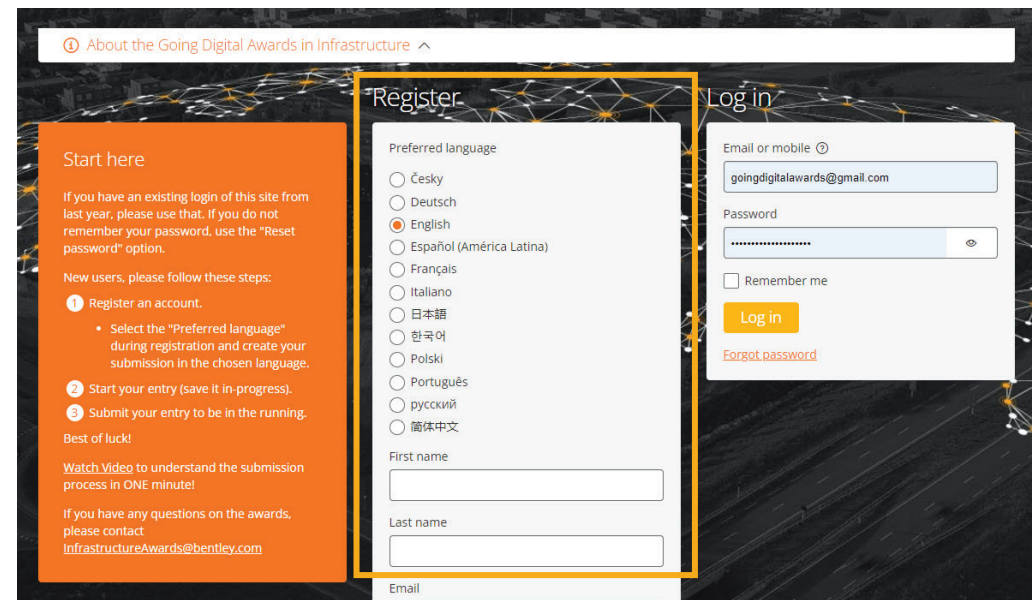 About the Going Digital Awards in Infrastructure
Start here
If you have an existing login of this site from
last year, please use that. If you do not
remember your password, use the "Reset
password" option.
New users, please follow these steps:
1 Register an account.
• Select the "Preferred language"
during registration and create your
submission in the chosen language.
2 Start your entry (save it in-progress).
3 Submit your entry to be in the running.
Best of luck!
Watch Video to understand the submission
process in ONE minute!
If you have any questions on the awards,
please contact
InfrastructureAwards@bentley.com
Register
Preferred language
Česky
Deutsch
English
Español (América Latina)
Français
Italiano
日本語
한국어
Polski
Português
русский
简体中文
First name
Last name
Email
Log in
Email or mobile
goingdigitalawards@gmail.com
Password
Remember me
Log in
Forgot password